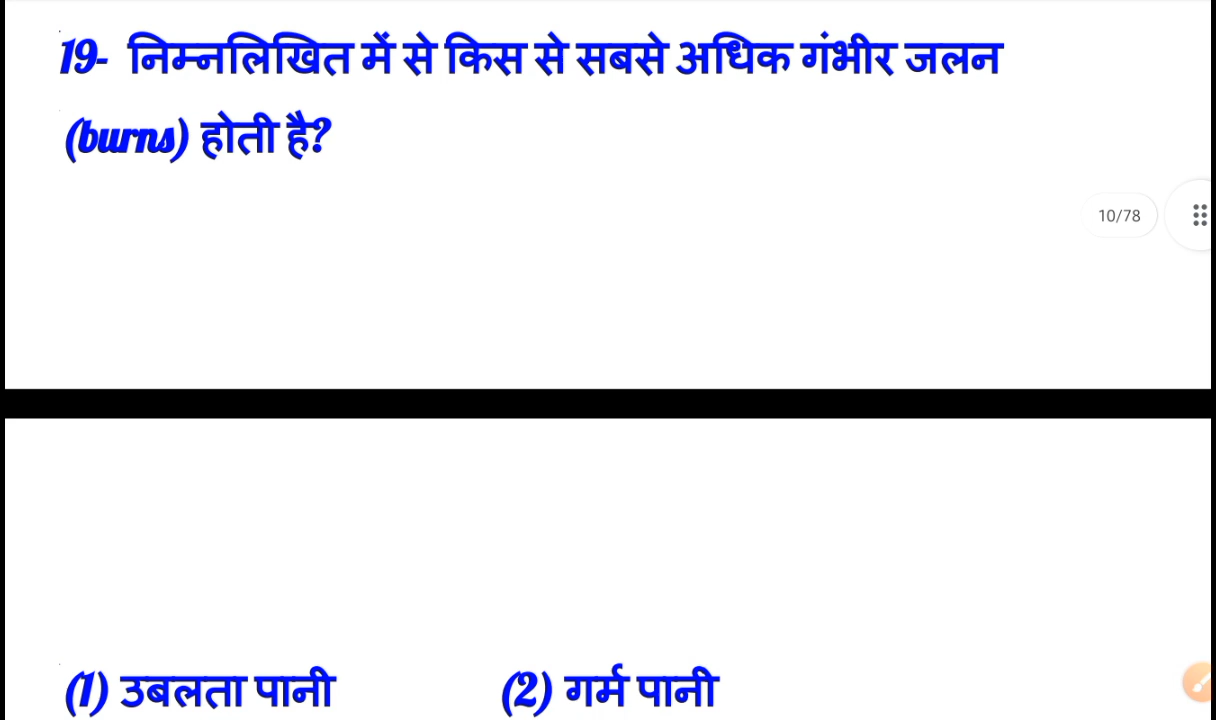 19- निम्नलिखित में से किस से सबसे अधिक गंभीर जलन
(burns) होती है?
10/78
(1) उबलता पानी (2) गर्म पानी